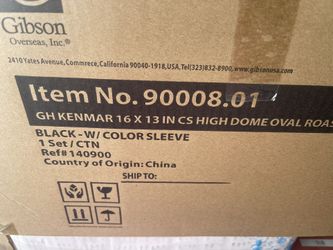 Gibson
Overseas, Inc.®
2410 Yates Avenue, Commrece, California 90040-1918, USA, Tel(323)832-8900, www.gibsonusa.com
Item No. 90008.01
GH KENMAR 16 X 13 IN CS HIGH DOME OVAL ROAS
BLACK - W/ COLOR SLEEVE
1 Set / CTN
Ref# 140900
Country of Origin: China
SHIP TO: